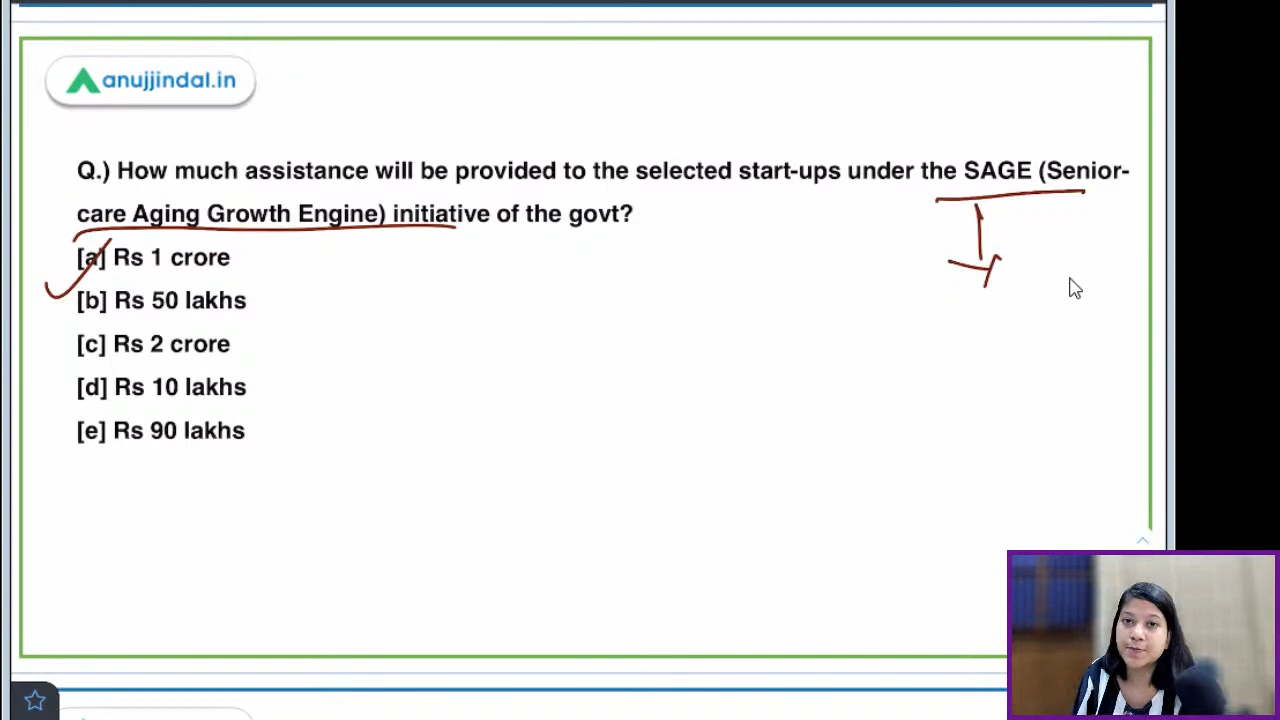 anujjindal.in
Q.) How much assistance will be provided to the selected start-ups under the SAGE (Senior-
care Aging Growth Engine) initiative of the govt?
[a] Rs 1 crore
[b] Rs 50 lakhs
[c] Rs 2 crore
[d] Rs 10 lakhs
[e] Rs 90 lakhs